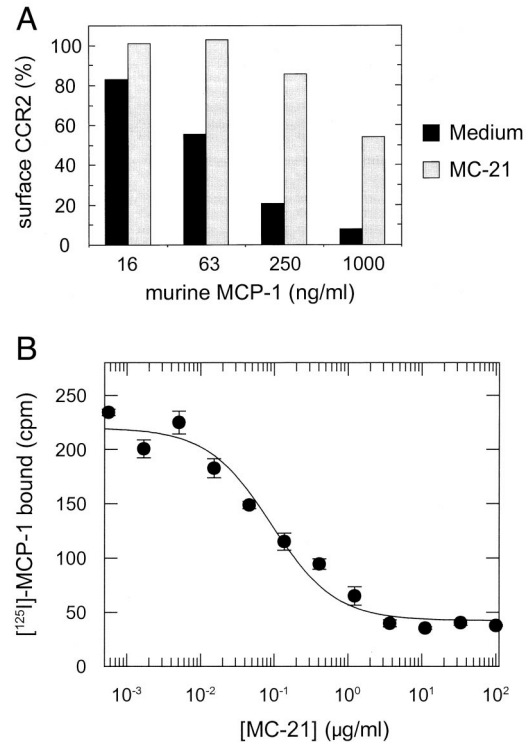 A
surface CCR2 (%)
100
80
60
40
20
0
16 63 250 1000
murine MCP-1 (ng/ml)
Medium
MC-21
B
[¹²⁵I]-MCP-1 bound (cpm)
250
200
150
100
50
0
10⁻³ 10⁻² 10⁻¹ 10⁰ 10¹ 10²
[MC-21] (µg/ml)